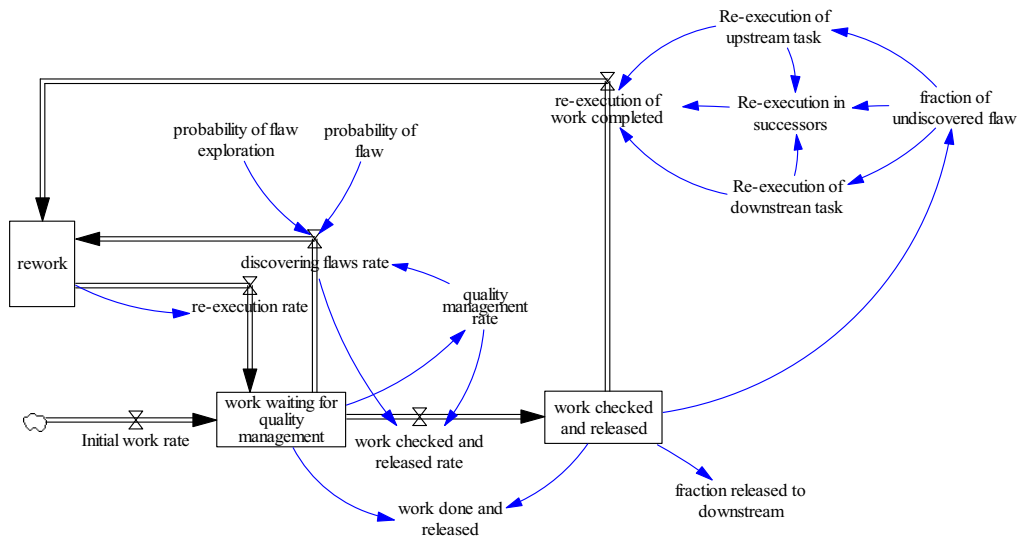 Re-execution of
upstream task
re-execution of
work completed
Re-execution in
successors
fraction of
undiscovered flaw
probability of flaw
exploration
probability of
flaw
Re-execution of
downstrean task
rework
discovering flaws rate
re-execution rate
quality
management
rate
work waiting for
quality
management
work checked
and released
Initial work rate
work checked and
released rate
fraction released to
downstream
work done and
released